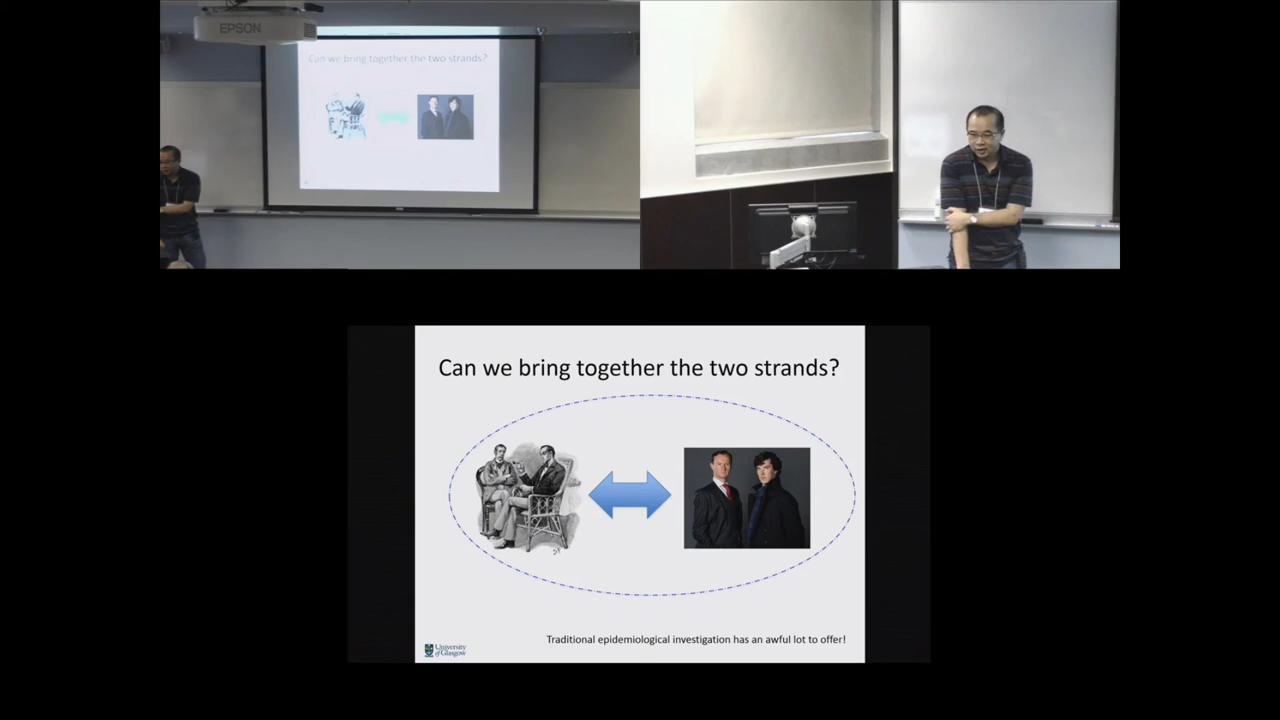 EPSON
Can we bring together the two strands?
Can we bring together the two strands?
Traditional epidemiological investigation has an awful lot to offer!
University
of Glasgow